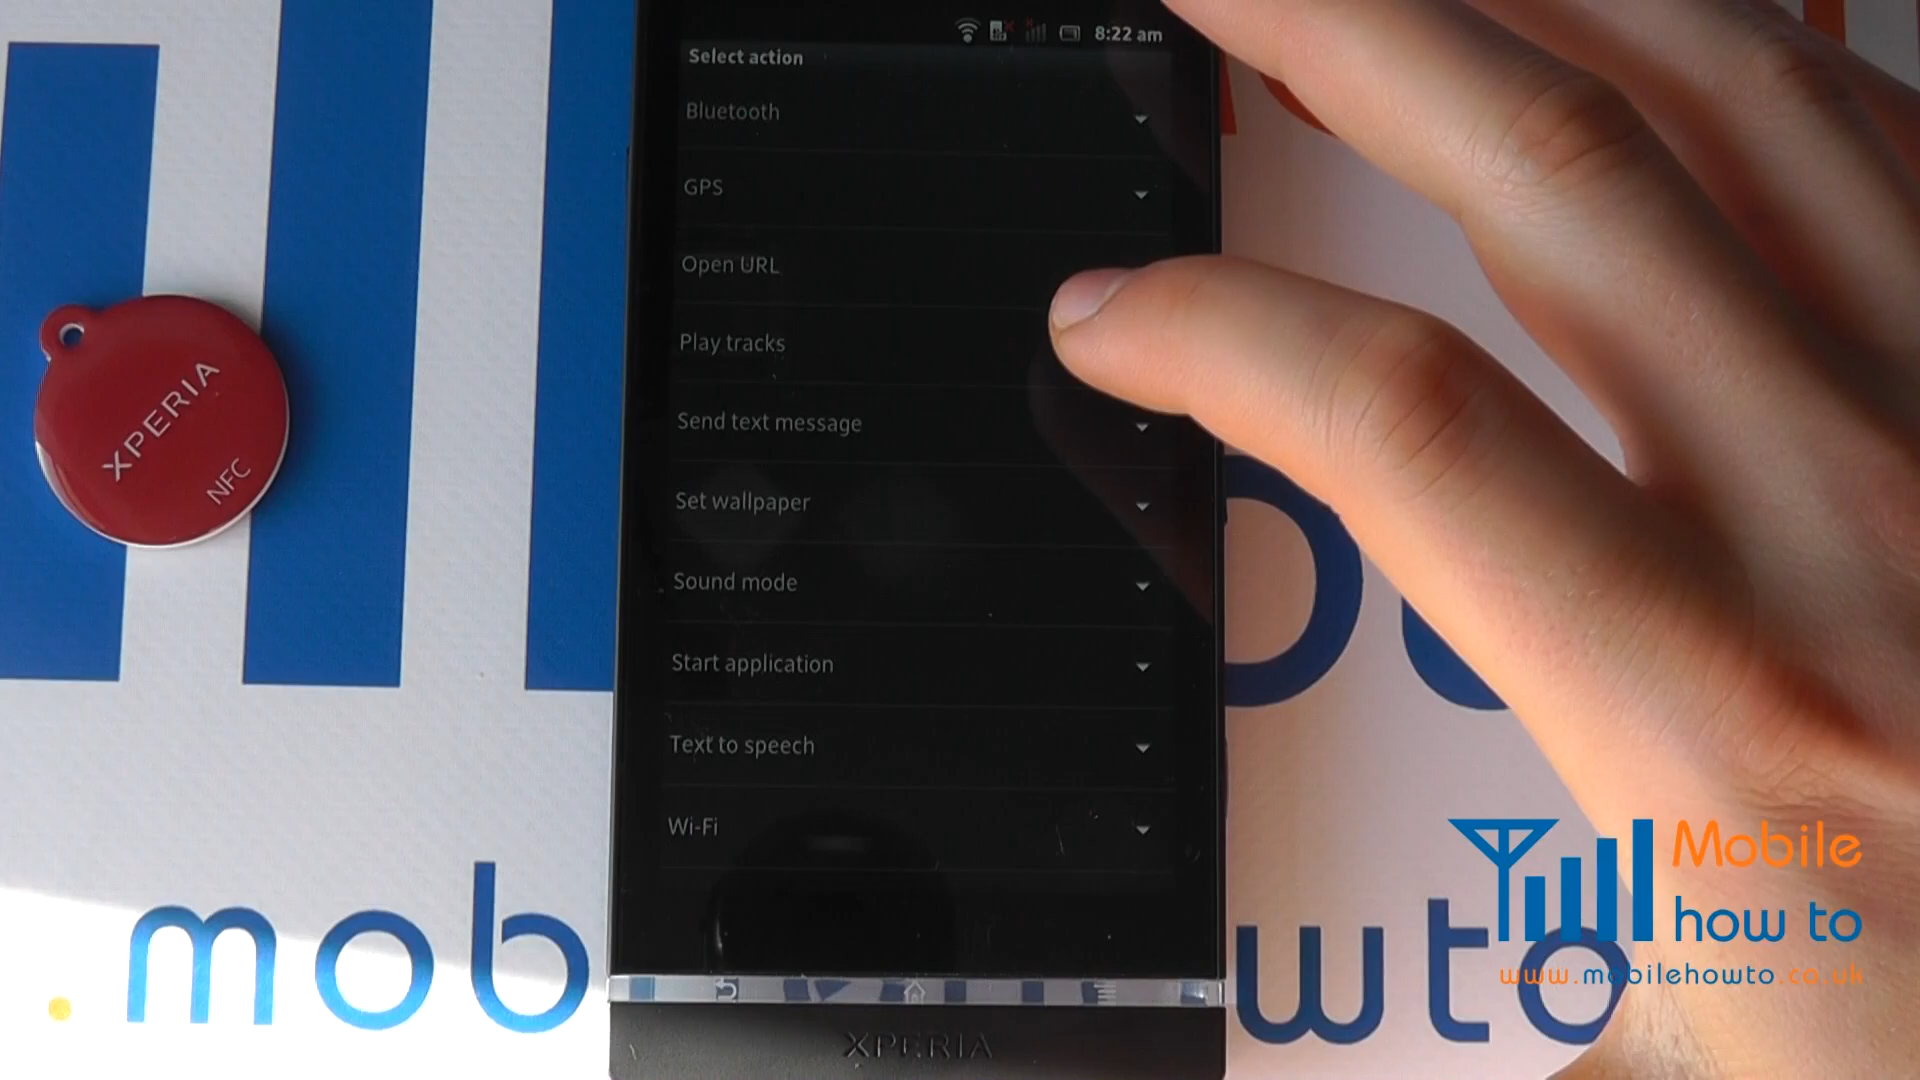 8:22 am
Select action
Bluetooth
GPS
Open URL
Play tracks
Send text message
Set wallpaper
Sound mode
Start application
Text to speech
Wi-Fi
XPERIA
XPERIA
NFC
.mob
wto
Mobile
how to
www.mobilehowto.co.uk